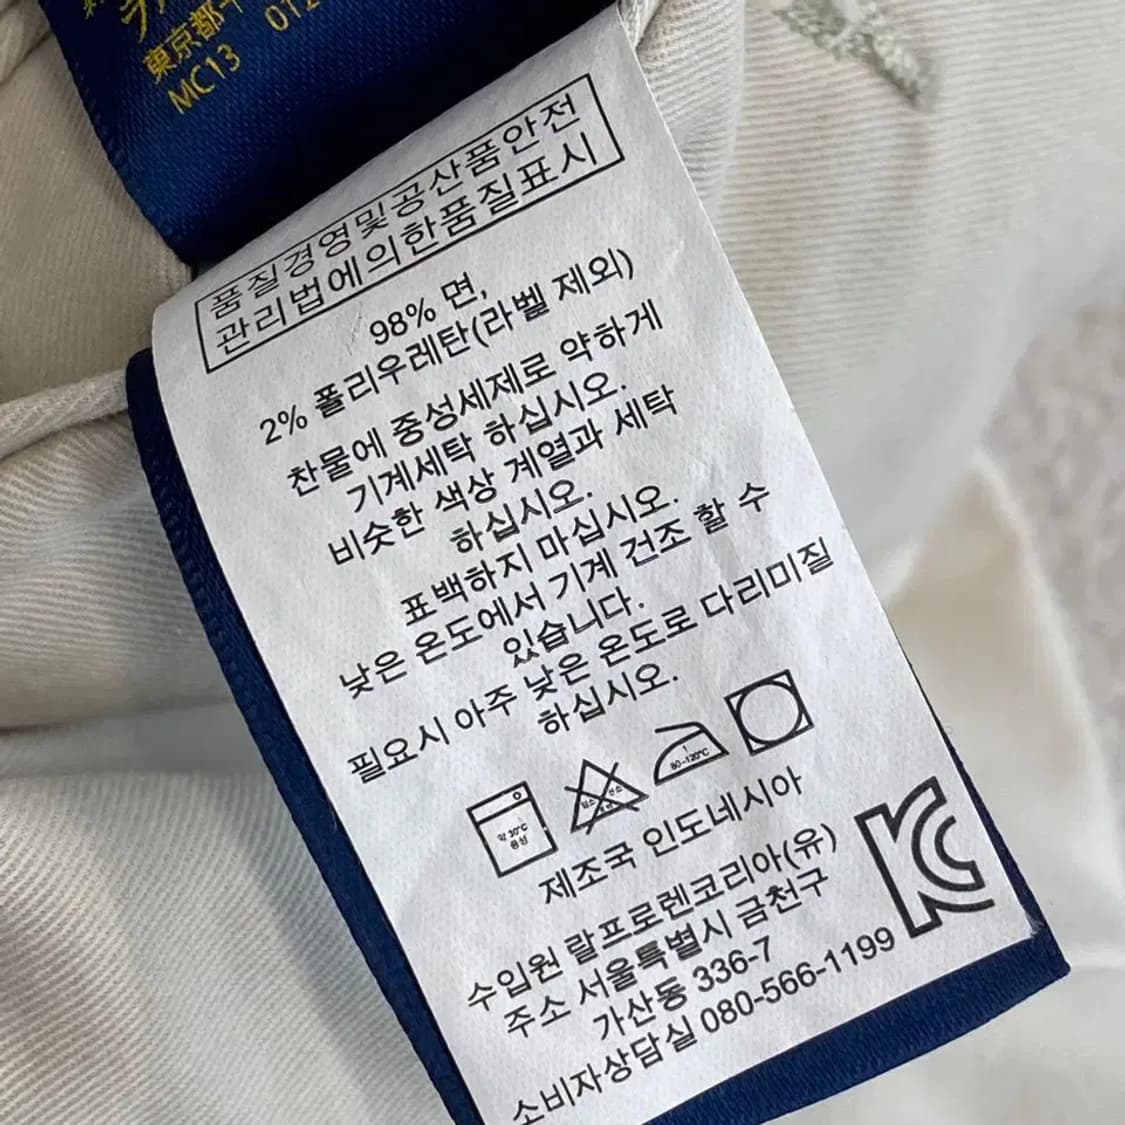 東京都千
MC13
012
품질경영및공산품안전
관리법에의한품질표시
98% 면,
2% 폴리우레탄(라벨 제외)
찬물에 중성세제로 약하게
기계세탁 하십시오.
비슷한 색상 계열과 세탁
하십시오.
표백하지 마십시오.
낮은 온도에서 기계 건조 할 수
있습니다.
필요시 아주 낮은 온도로 다리미질
하십시오.
약 30℃
중성
80~120℃
제조국 인도네시아
수입원 랄프로렌코리아(유)
주소 서울특별시 금천구
가산동 336-7
소비자상담실 080-566-1199